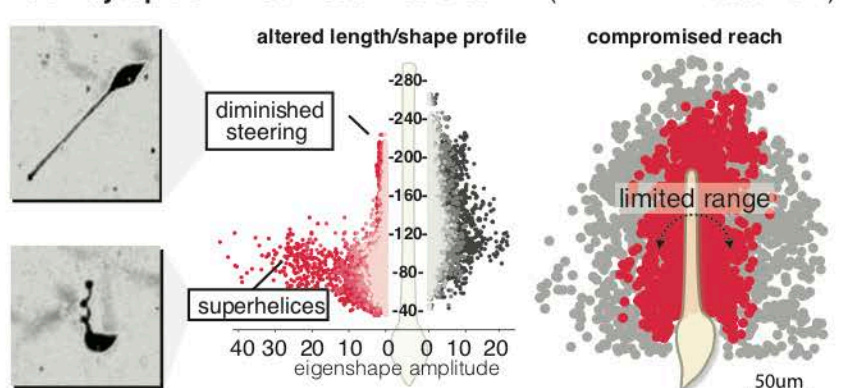 altered length/shape profile
compromised reach
diminished
steering
superhelices
-280-
-240-
-200-
-160-
-120-
-80-
-40-
40 30 20 10 0 0 10 20
eigenshape amplitude
limited range
50um